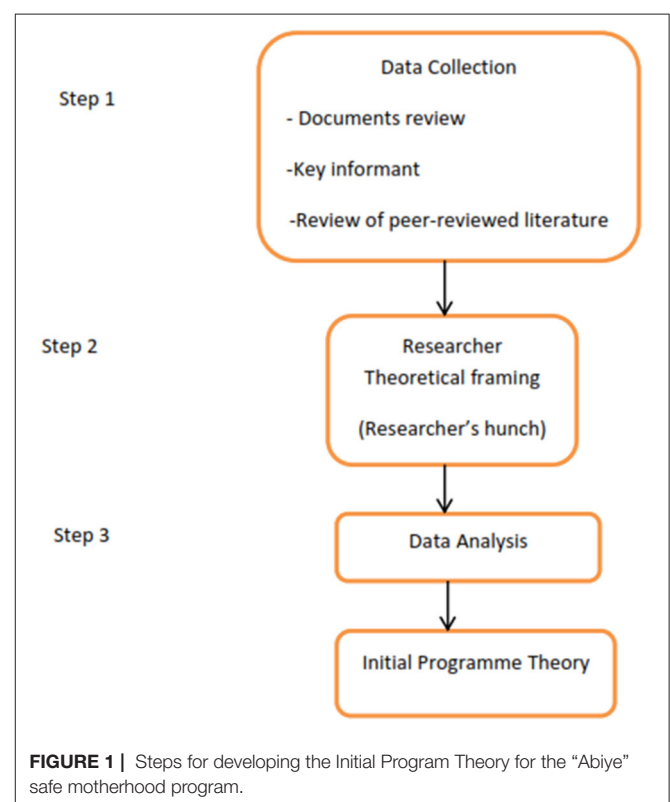 Step 1
Data Collection
- Documents review
-Key informant
-Review of peer-reviewed literature
Step 2
Researcher
Theoretical framing
(Researcher's hunch)
Step 3
Data Analysis
Initial Programme Theory
FIGURE 1 | Steps for developing the Initial Program Theory for the “Abiye”
safe motherhood program.